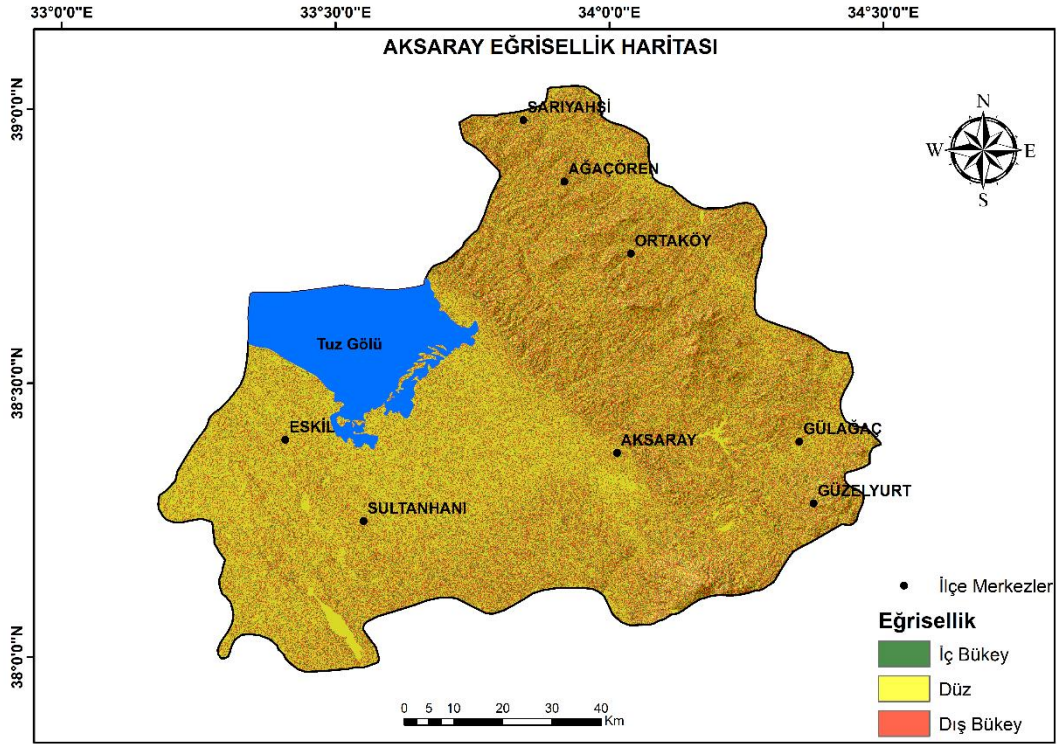 33°0'0"E 33°30'0"E 34°0'0"E 34°30'0"E
AKSARAY EĞRİSELLİK HARİTASI
39°0'0"N
38°30'0"N
38°0'0"N
N
W E
S
SARIYAHŞİ
AĞAÇÖREN
ORTAKÖY
Tuz Gölü
ESKİL
AKSARAY
GÜLAĞAÇ
GÜZELYURT
SULTANHANI
İlçe Merkezler
Eğrisellik
İç Bükey
Düz
Dış Bükey
0 5 10 20 30 40
Km